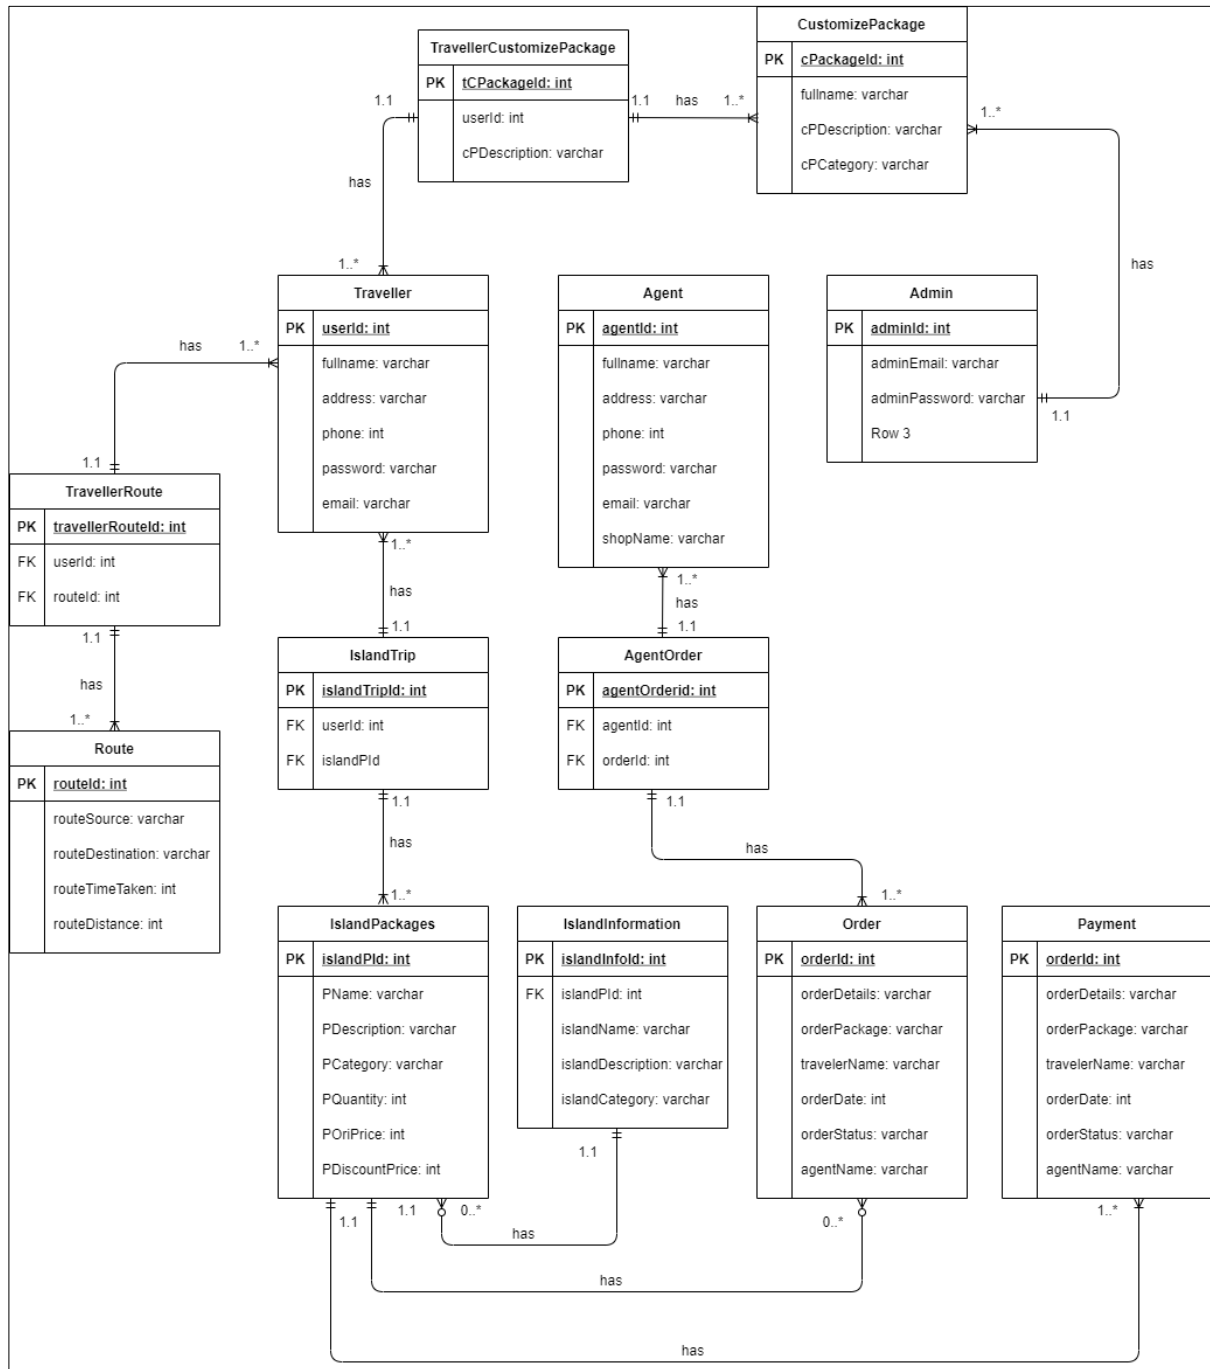 CustomizePackage
PK cPackageId: int
fullname: varchar
cPDescription: varchar
cPCategory: varchar
TravellerCustomizePackage
PK tCPackageId: int
userId: int
cPDescription: varchar
1.1
1.1 has 1..*
1..*
has
1..*
has
Traveller
PK userId: int
fullname: varchar
address: varchar
phone: int
password: varchar
email: varchar
Agent
PK agentId: int
fullname: varchar
address: varchar
phone: int
password: varchar
email: varchar
shopName: varchar
Admin
PK adminId: int
adminEmail: varchar
adminPassword: varchar
Row 3
1.1
has 1..*
1.1
TravellerRoute
PK travellerRouteId: int
FK userId: int
FK routeId: int
1.1
has
1..*
Route
PK routeId: int
routeSource: varchar
routeDestination: varchar
routeTimeTaken: int
routeDistance: int
1..*
has
1.1
IslandTrip
PK islandTripId: int
FK userId: int
FK islandPId
1.1
has
1..*
1..*
has
1.1
AgentOrder
PK agentOrderid: int
FK agentId: int
FK orderId: int
1.1
has
1..*
IslandPackages
PK islandPId: int
PName: varchar
PDescription: varchar
PCategory: varchar
PQuantity: int
POriPrice: int
PDiscountPrice: int
IslandInformation
PK islandInfoId: int
FK islandPId: int
islandName: varchar
islandDescription: varchar
islandCategory: varchar
Order
PK orderId: int
orderDetails: varchar
orderPackage: varchar
travelerName: varchar
orderDate: int
orderStatus: varchar
agentName: varchar
Payment
PK orderId: int
orderDetails: varchar
orderPackage: varchar
travelerName: varchar
orderDate: int
orderStatus: varchar
agentName: varchar
1.1
1.1 1.1 0..*
0..* 1..*
has
has
has